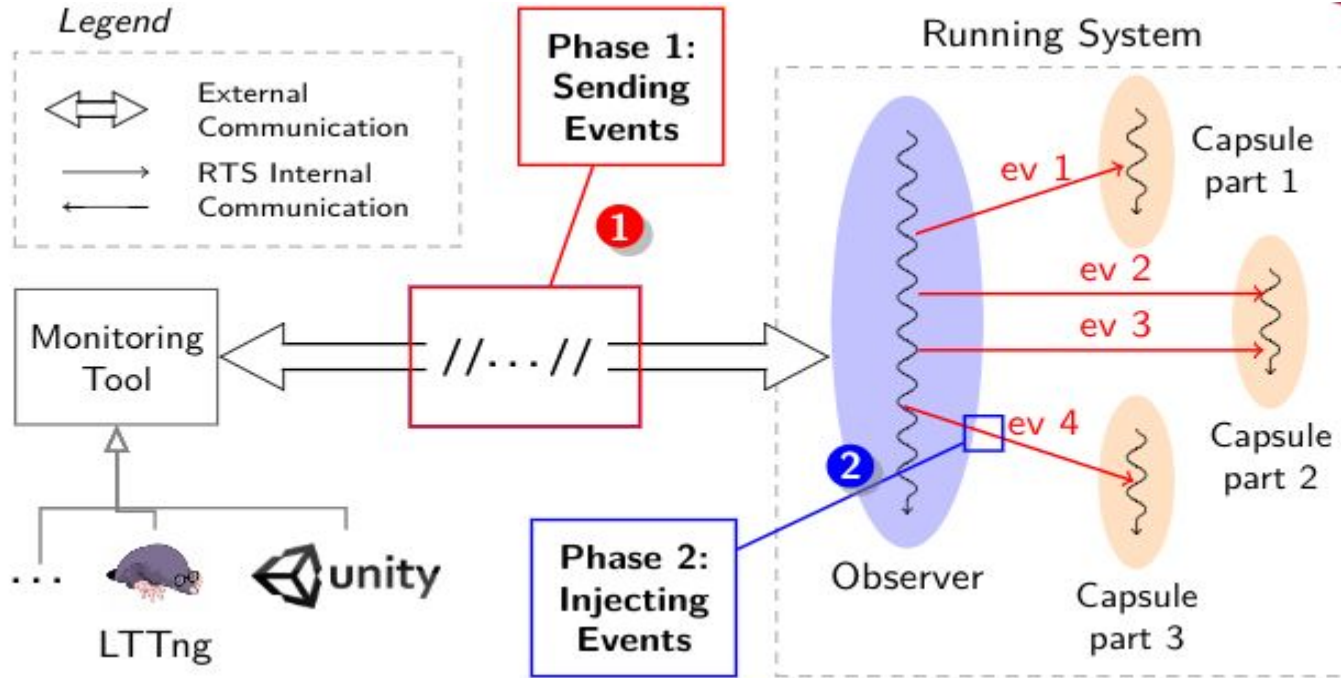 Legend
External
Communication
RTS Internal
Communication
Phase 1:
Sending
Events
1
Running System
ev 1
Capsule
part 1
ev 2
ev 3
Capsule
part 2
ev 4
Capsule
part 3
Observer
Monitoring
Tool
//...//
2
Phase 2:
Injecting
Events
...
LTTng
unity